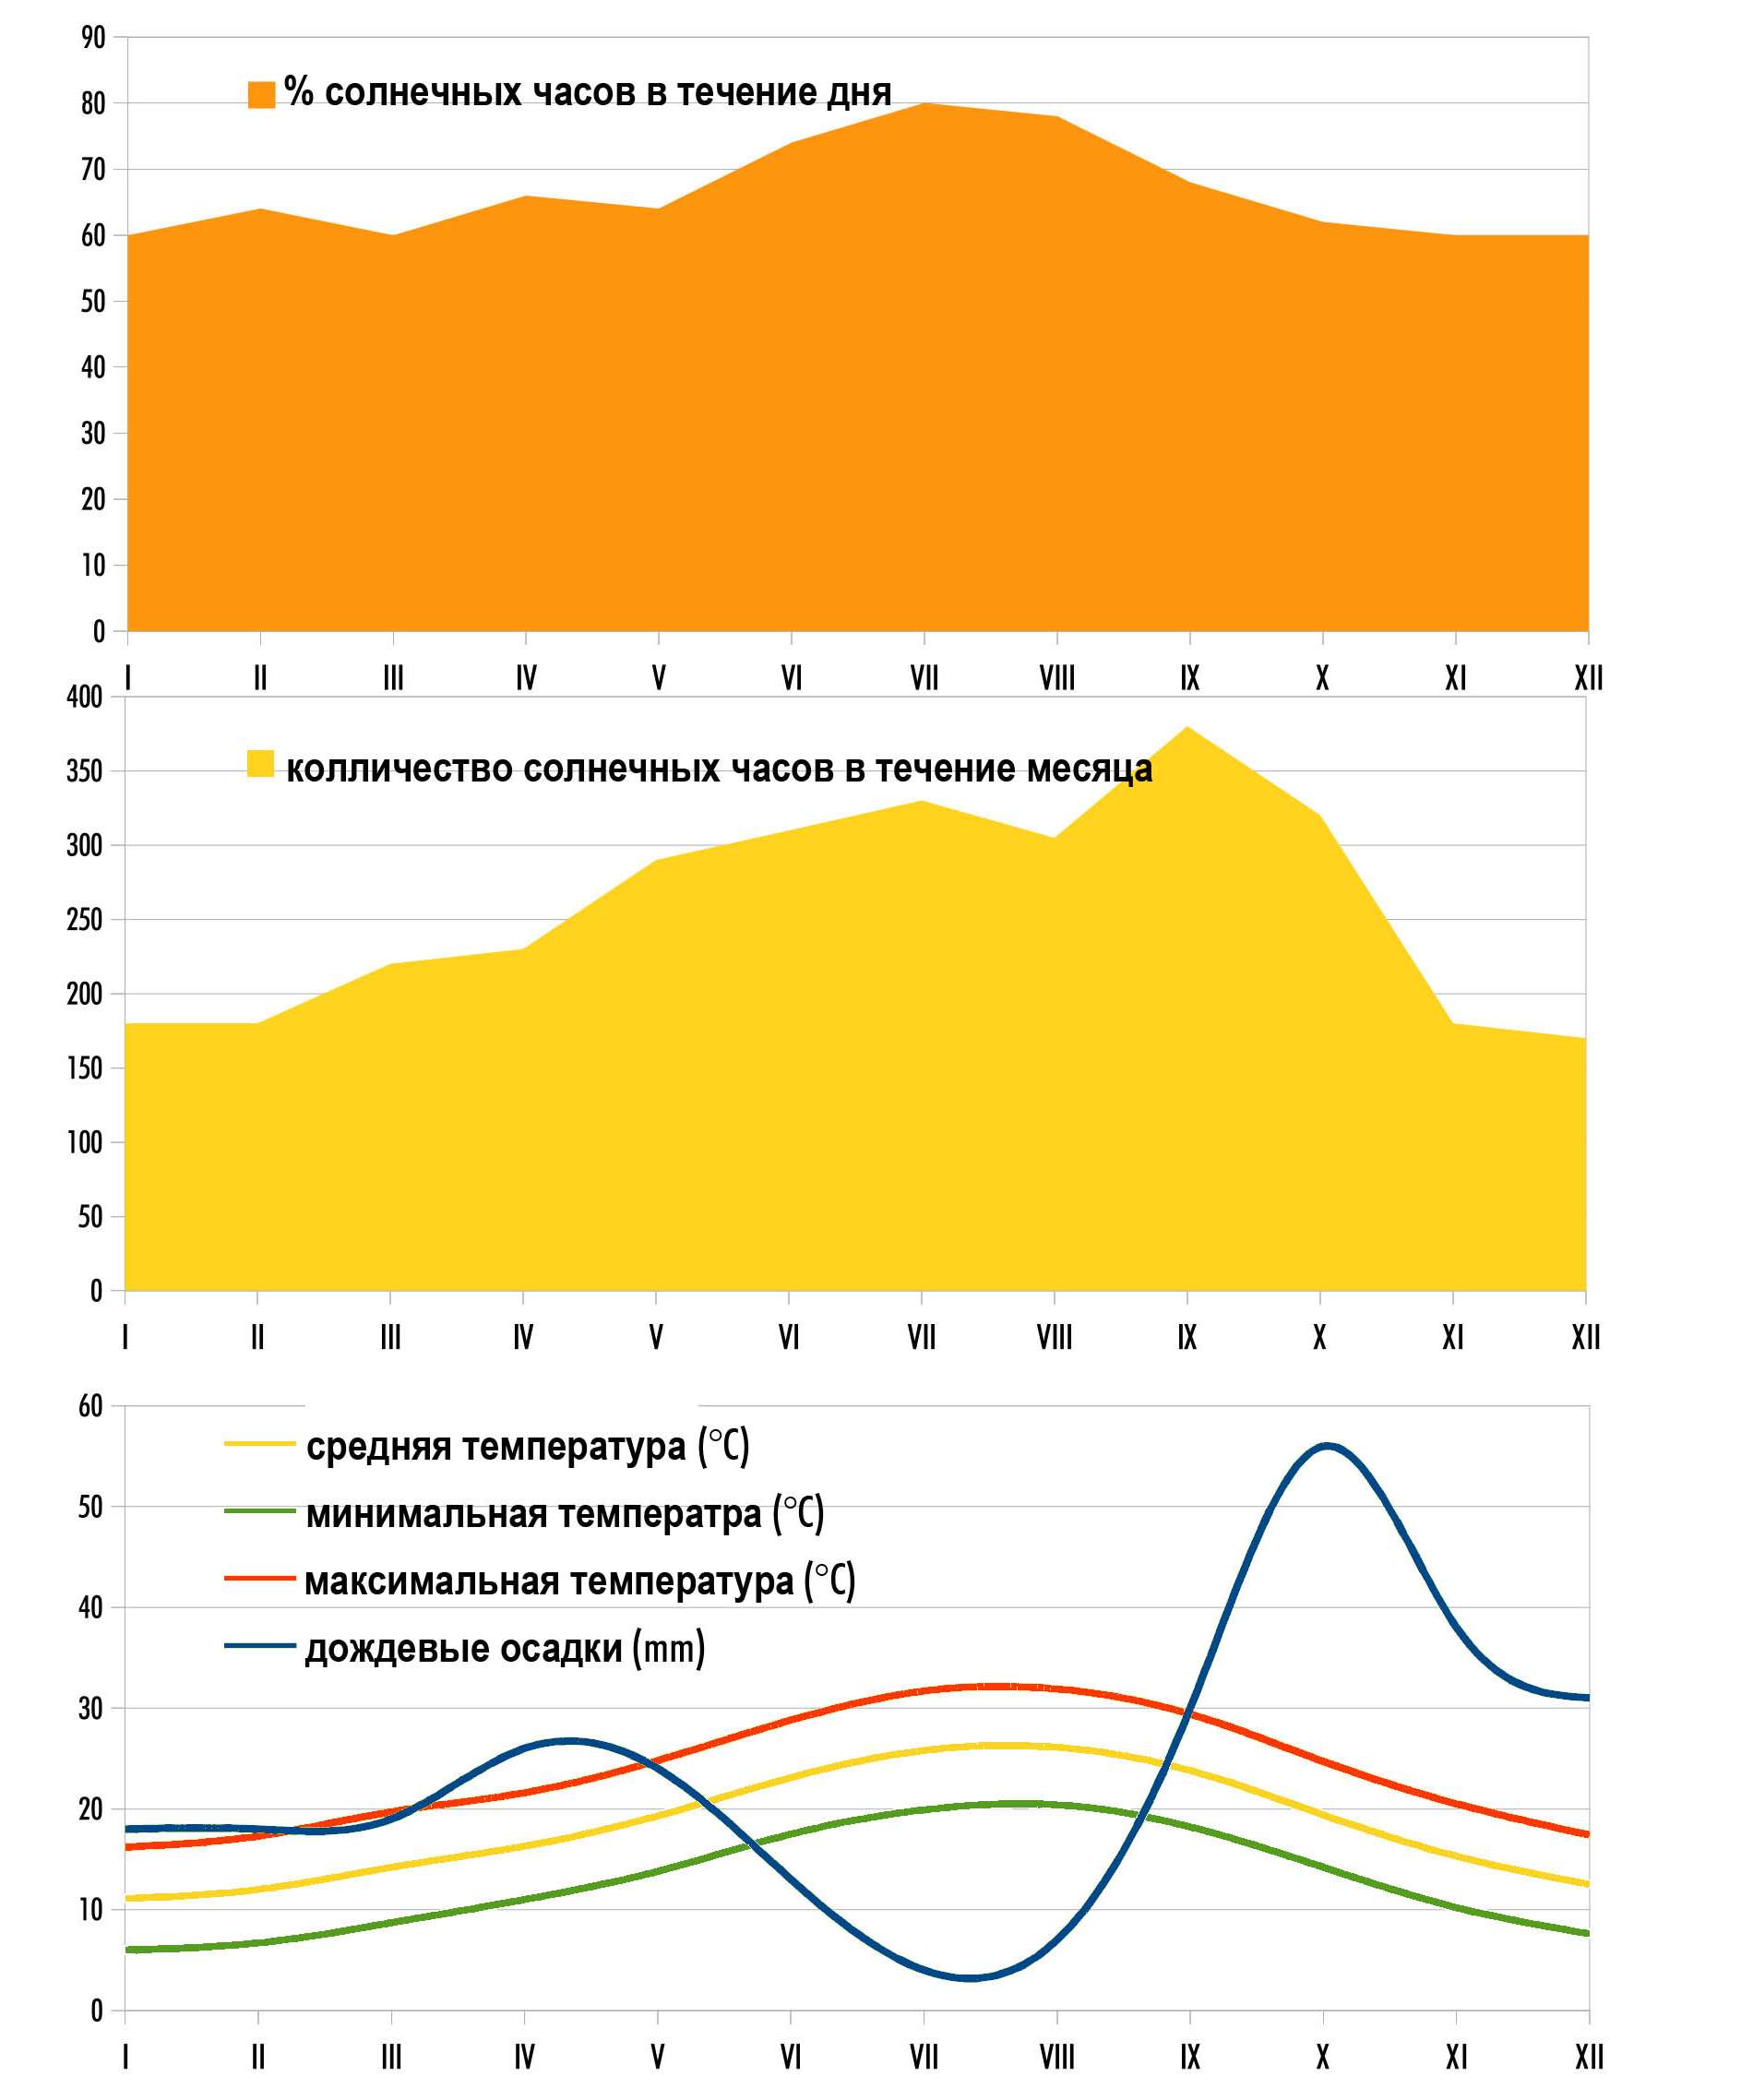 90
% солнечных часов в течение дня
80
70
60
50
40
30
20
10
0
I II III IV V VI VII VIII IX X XI XII
400
колличество солнечных часов в течение месяца
350
300
250
200
150
100
50
0
I II III IV V VI VII VIII IX X XI XII
60
средняя температура (°C)
50
минимальная температра (°C)
максимальная температура (°C)
40
дождевые осадки (mm)
30
20
10
0
I II III IV V VI VII VIII IX X XI XII